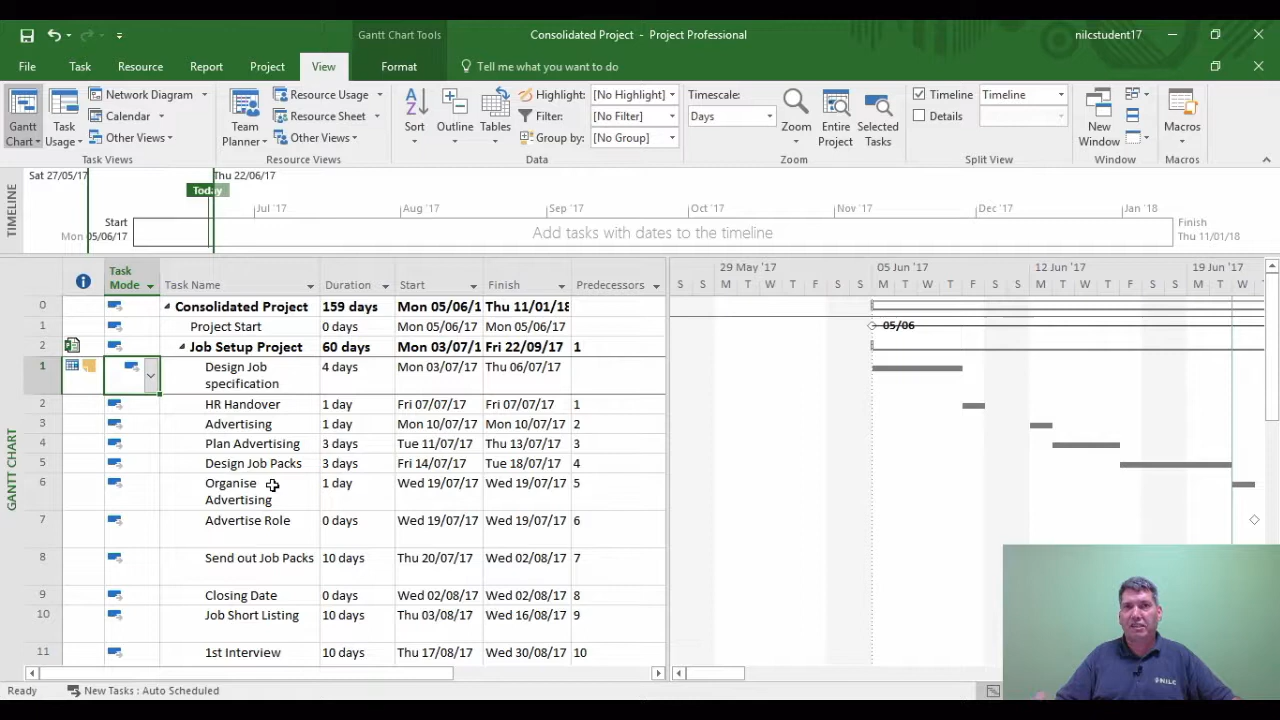 Gantt Chart Tools
Consolidated Project - Project Professional
nilcstudent17
File Task Resource Report Project View Format Tell me what you want to do
Gantt Chart
Task Usage
Network Diagram
Calendar
Other Views
Task Views
Team Planner
Resource Usage
Resource Sheet
Other Views
Resource Views
Sort
Outline
Tables
Highlight: [No Highlight]
Filter: [No Filter]
Group by: [No Group]
Data
Timescale:
Days
Zoom
Entire Project
Selected Tasks
Zoom
Timeline Timeline
Details
Split View
New Window
Window
Macros
Macros
TIMELINE
Sat 27/05/17 Thu 22/06/17
Today
Jul '17 Aug '17 Sep '17 Oct '17 Nov '17 Dec '17 Jan '18
Start
Mon 05/06/17
Add tasks with dates to the timeline
Finish
Thu 11/01/18
GANTT CHART
Task Mode Task Name Duration Start Finish Predecessors
29 May '17 05 Jun '17 12 Jun '17 19 Jun '17
S S M T W T F S S M T W T F S S M T W T F S S M T W T
0 Consolidated Project 159 days Mon 05/06/1 Thu 11/01/18
1 Project Start 0 days Mon 05/06/17 Mon 05/06/17
05/06
2 Job Setup Project 60 days Mon 03/07/1 Fri 22/09/17 1
1 Design Job specification 4 days Mon 03/07/17 Thu 06/07/17
2 HR Handover 1 day Fri 07/07/17 Fri 07/07/17 1
3 Advertising 1 day Mon 10/07/17 Mon 10/07/17 2
4 Plan Advertising 3 days Tue 11/07/17 Thu 13/07/17 3
5 Design Job Packs 3 days Fri 14/07/17 Tue 18/07/17 4
6 Organise Advertising 1 day Wed 19/07/17 Wed 19/07/17 5
7 Advertise Role 0 days Wed 19/07/17 Wed 19/07/17 6
8 Send out Job Packs 10 days Thu 20/07/17 Wed 02/08/17 7
9 Closing Date 0 days Wed 02/08/17 Wed 02/08/17 8
10 Job Short Listing 10 days Thu 03/08/17 Wed 16/08/17 9
11 1st Interview 10 days Thu 17/08/17 Wed 30/08/17 10
NILC
Ready New Tasks : Auto Scheduled